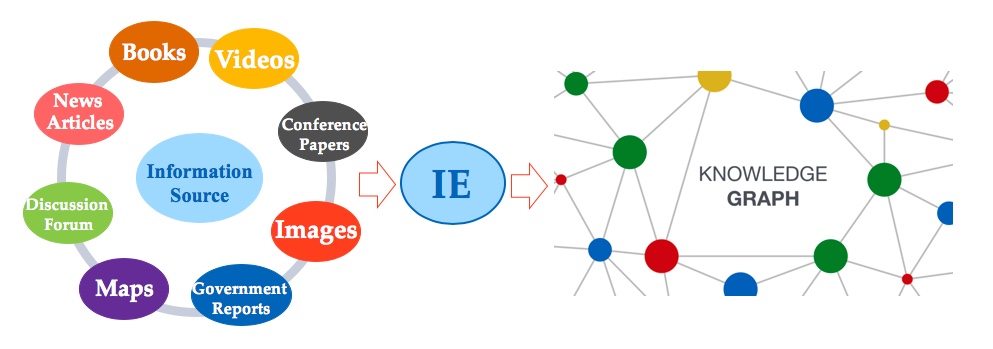 Books
Videos
News
Articles
Conference
Papers
Information
Source
IE
KNOWLEDGE
GRAPH
Discussion
Forum
Images
Maps
Government
Reports